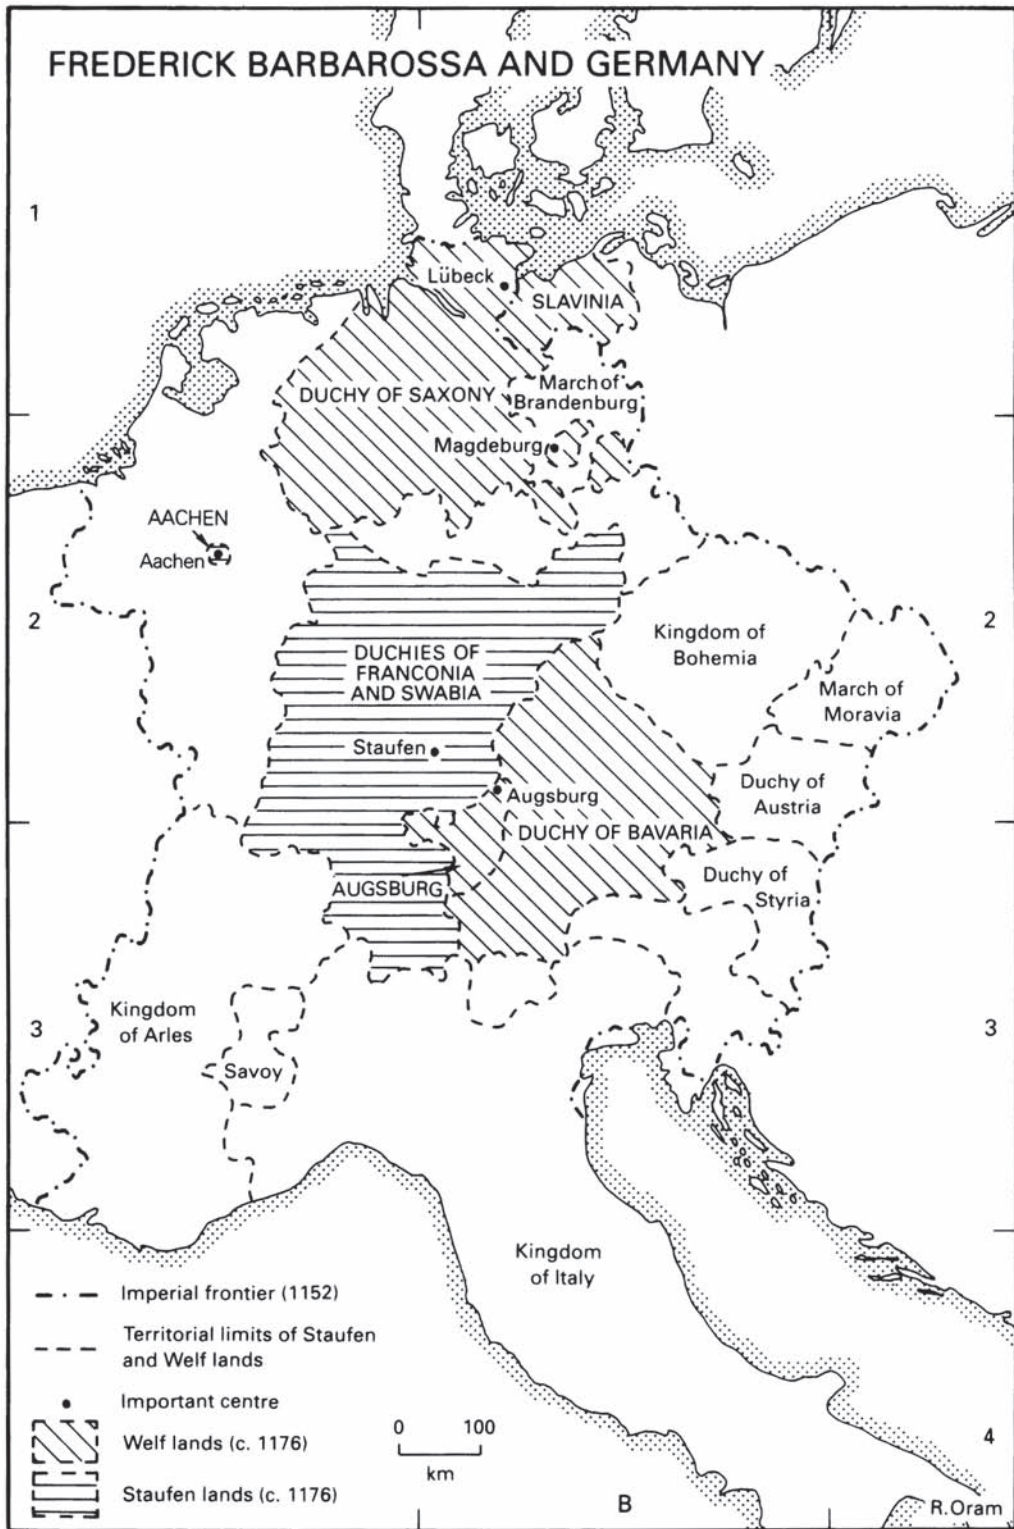 FREDERICK BARBAROSSA AND GERMANY
1
Lübeck
SLAVINIA
DUCHY OF SAXONY
March of
Brandenburg
Magdeburg
AACHEN
Aachen
2
2
Kingdom of
Bohemia
DUCHIES OF
FRANCONIA
AND SWABIA
March of
Moravia
Staufen
Augsburg
Duchy of
Austria
DUCHY OF BAVARIA
AUGSBURG
Duchy of
Styria
Kingdom
of Arles
3
3
Savoy
Kingdom
of Italy
Imperial frontier (1152)
Territorial limits of Staufen
and Welf lands
Important centre
Welf lands (c. 1176)
Staufen lands (c. 1176)
0 100
km
4
B
R.Oram